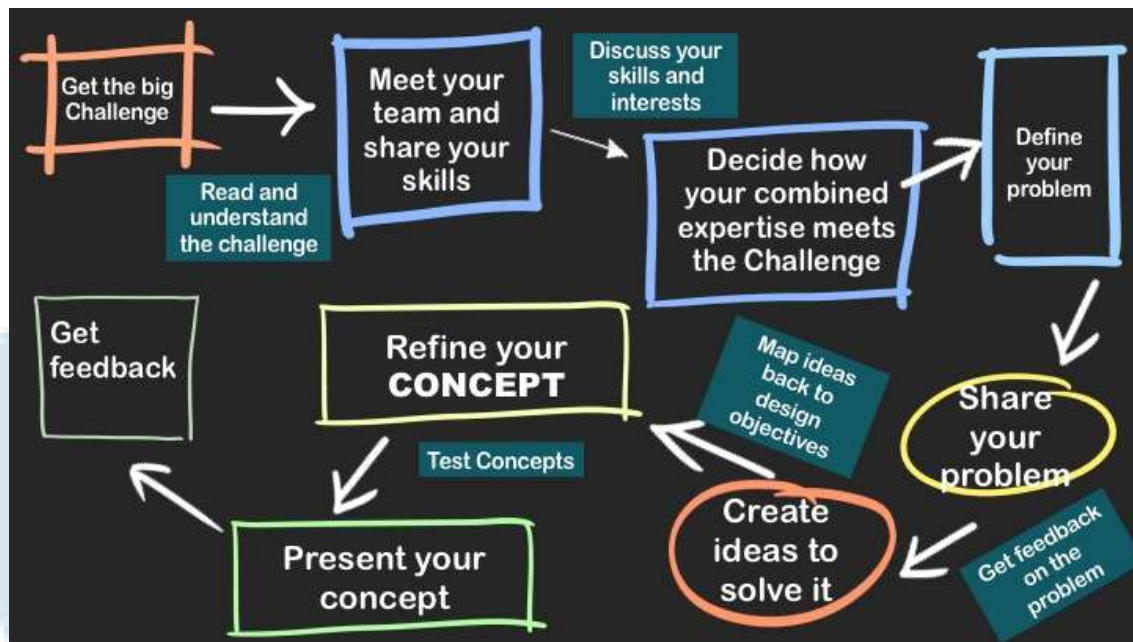 Get the big
Challenge
Read and
understand
the challenge
Meet your
team and
share your
skills
Discuss your
skills and
interests
Decide how
your combined
expertise meets
the Challenge
Define
your
problem
Share
your
problem
Get feedback
on the
problem
Create
ideas to
solve it
Map ideas
back to
design
objectives
Refine your
CONCEPT
Test Concepts
Present your
concept
Get
feedback